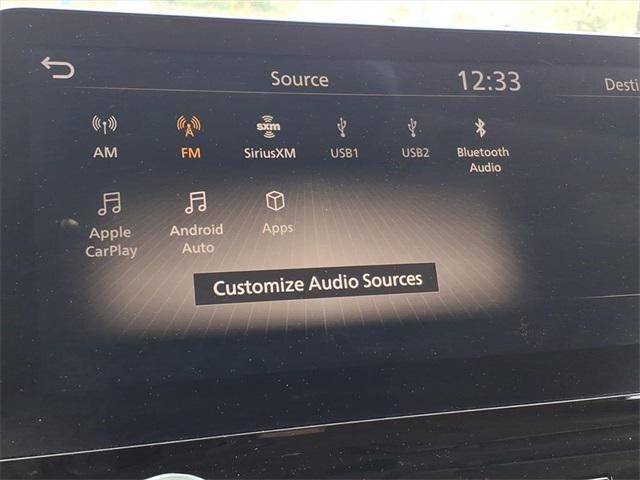 Source 12:33 Desti
AM FM sxm SiriusXM USB1 USB2 Bluetooth
Audio
Apple Android Apps
CarPlay Auto
Customize Audio Sources